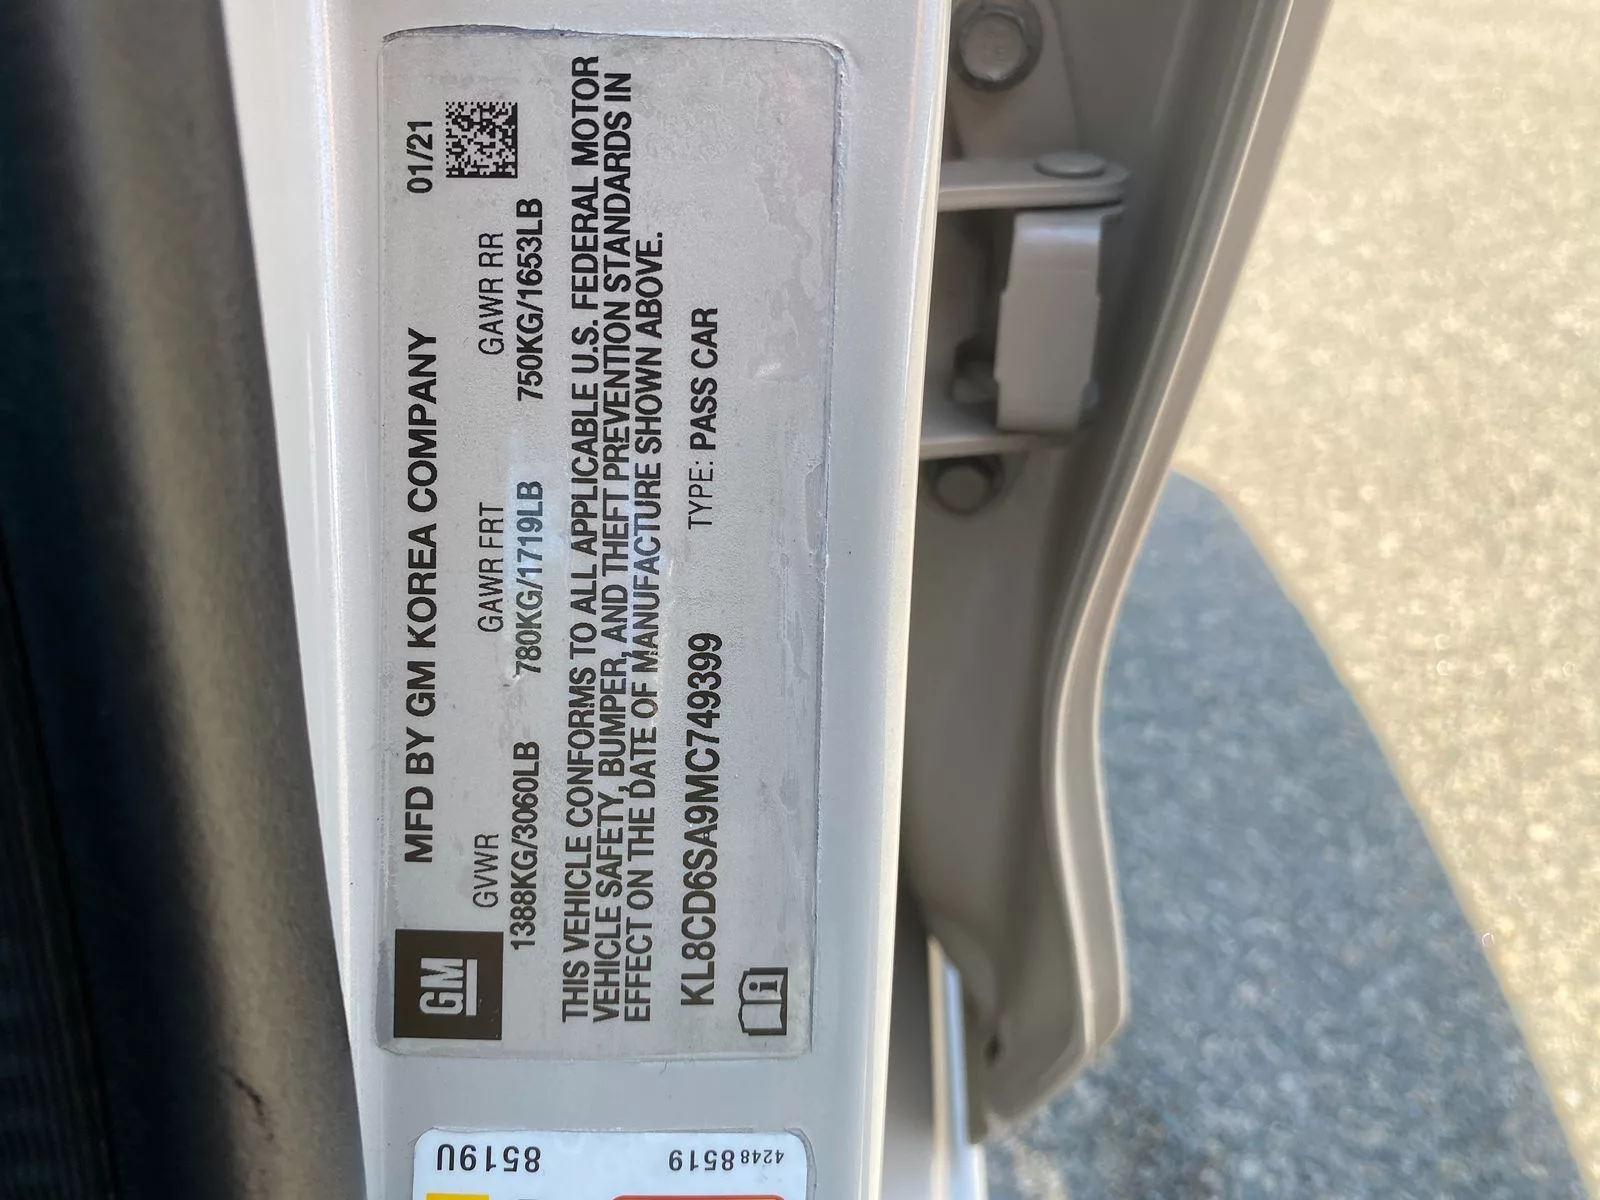 MFD BY GM KOREA COMPANY 01/21
GM
GVWR GAWR FRT GAWR RR
1388KG/3060LB 780KG/1719LB 750KG/1653LB
THIS VEHICLE CONFORMS TO ALL APPLICABLE U.S. FEDERAL MOTOR
VEHICLE SAFETY, BUMPER, AND THEFT PREVENTION STANDARDS IN
EFFECT ON THE DATE OF MANUFACTURE SHOWN ABOVE.
KL8CD6SA9MC749399 TYPE: PASS CAR
i
42488519 8519U